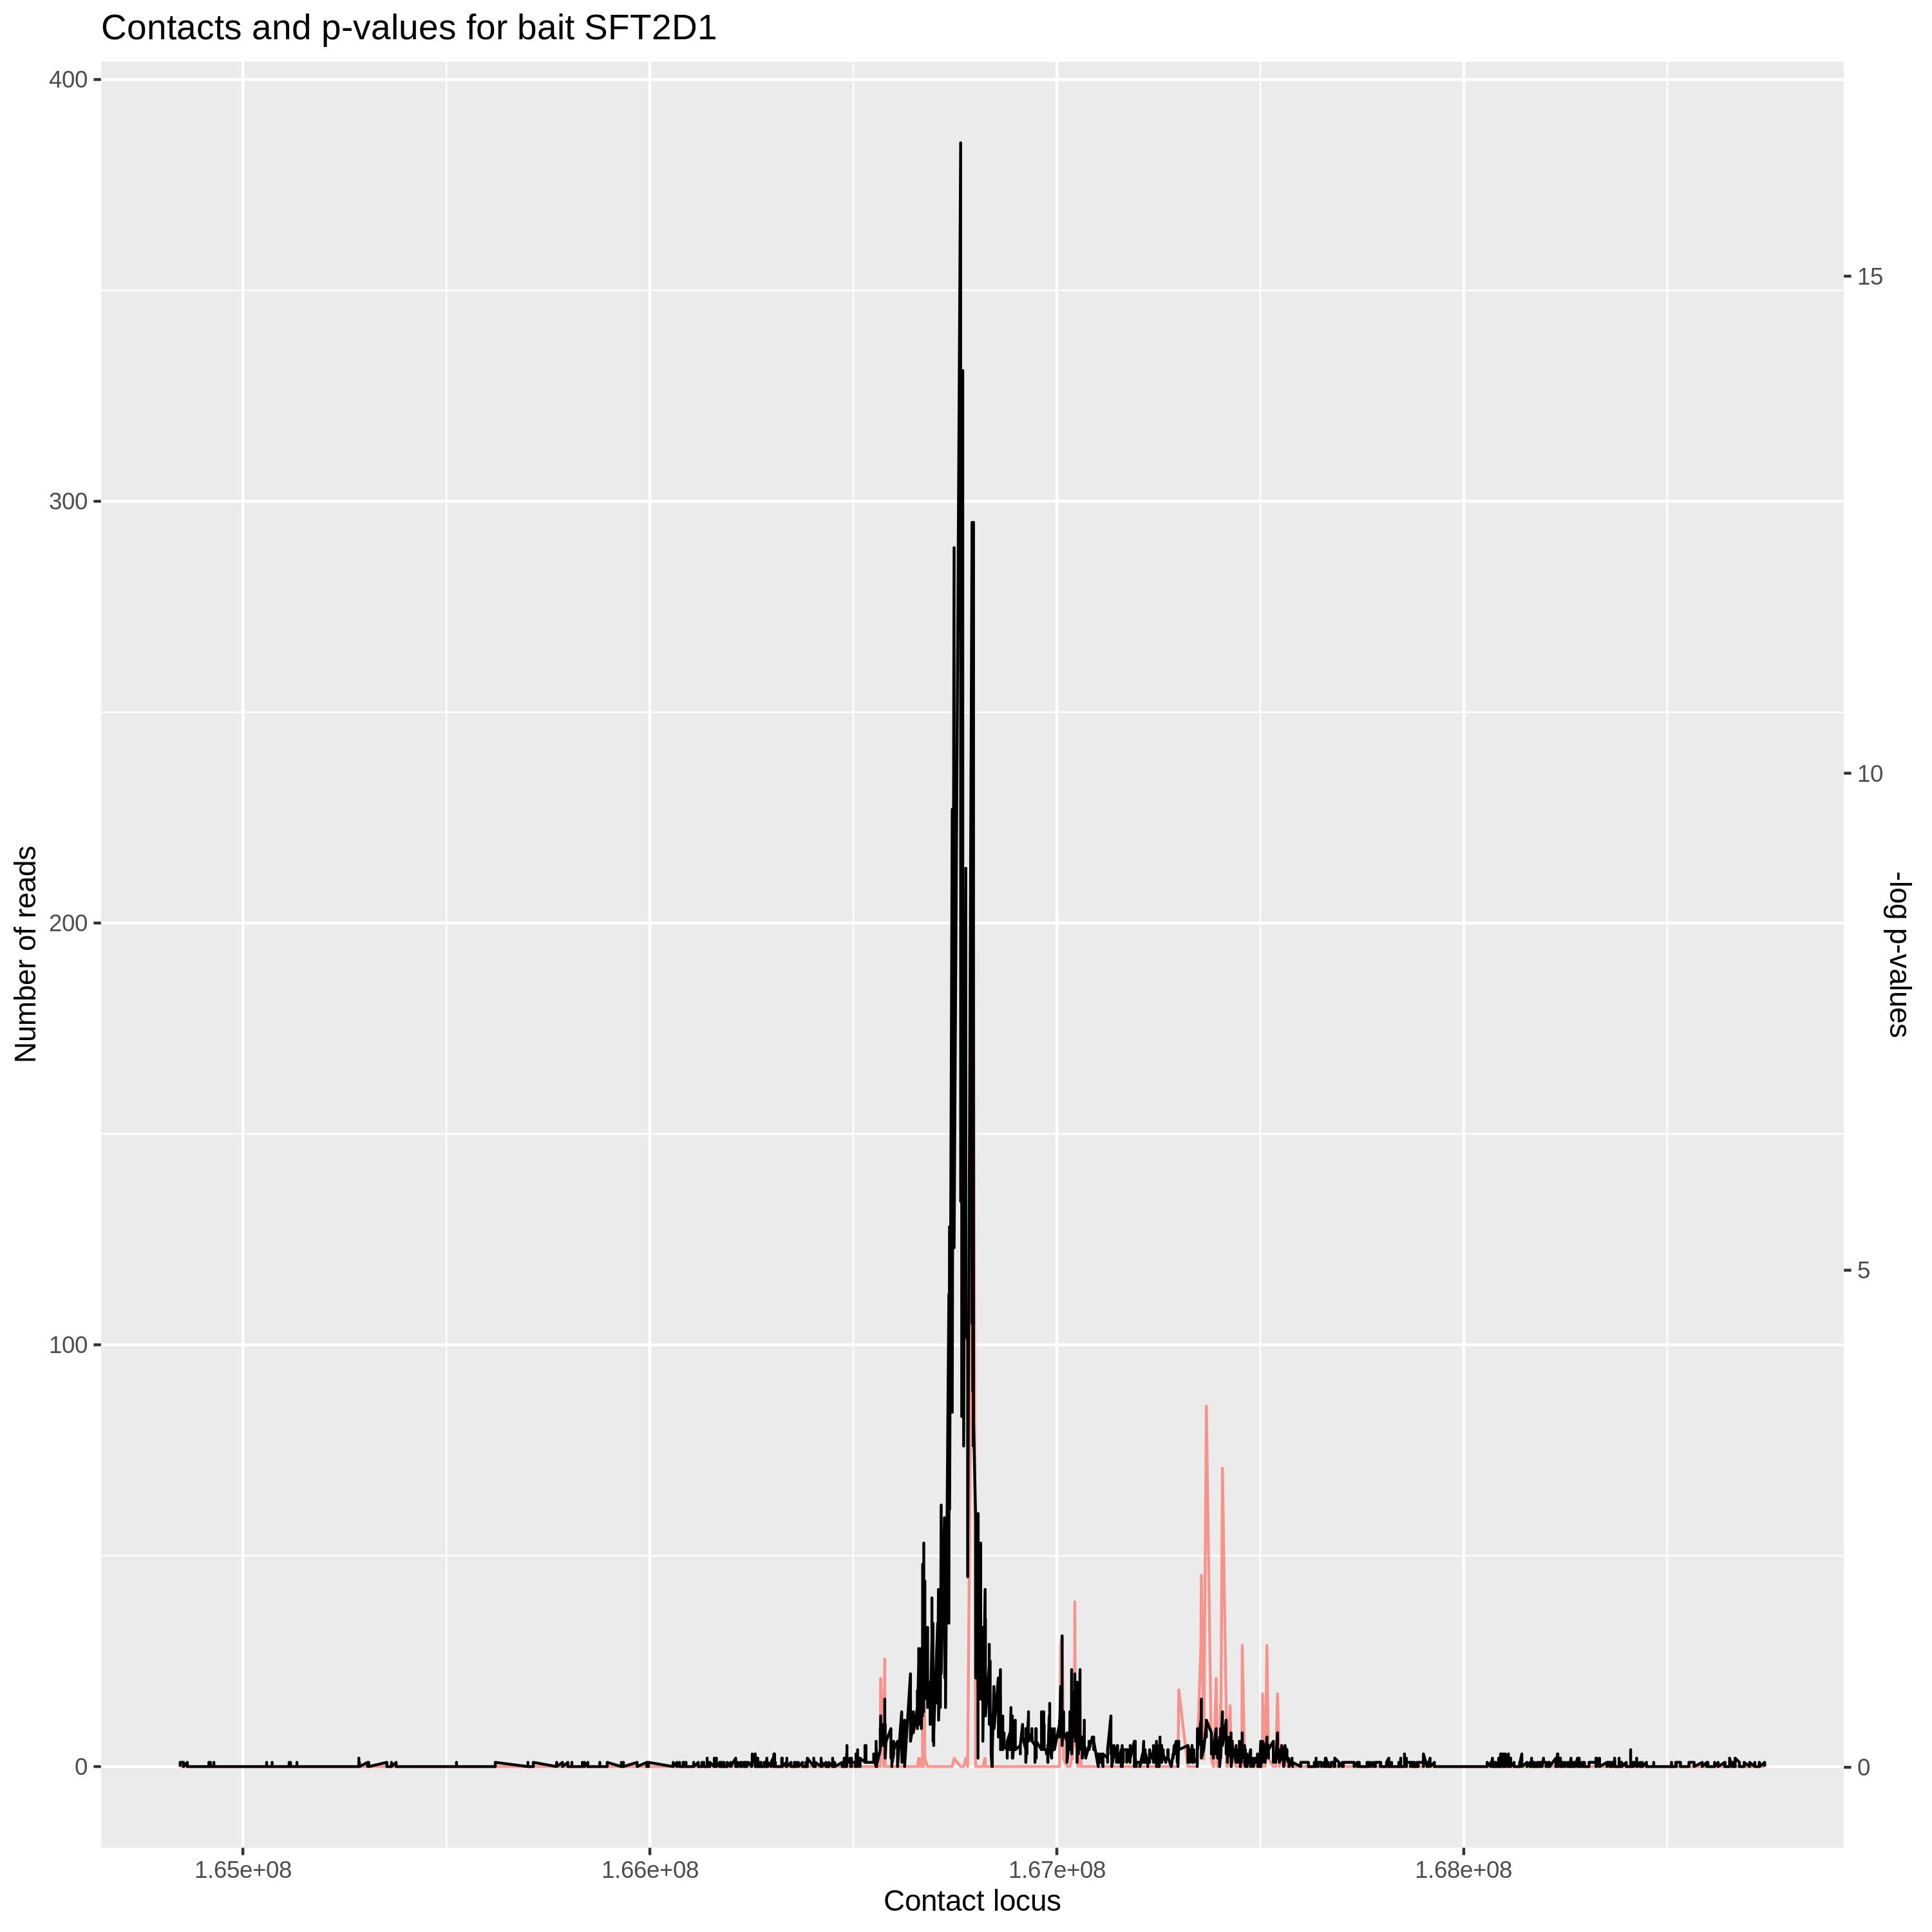 Contacts and p-values for bait SFT2D1
400
300
200
100
0
Number of reads
15
10
5
0
-log p-values
1.65e+08 1.66e+08 1.67e+08 1.68e+08
Contact locus